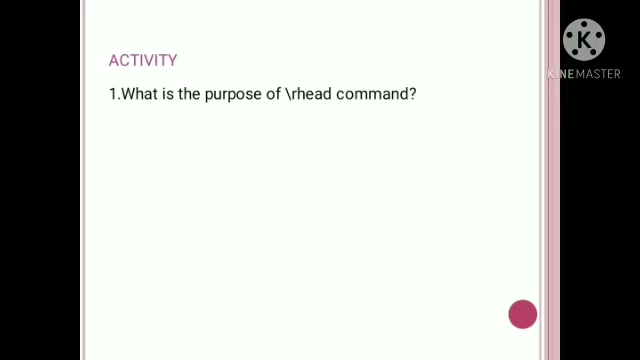 ACTIVITY
1.What is the purpose of \rhead command?
K
KINEMASTER